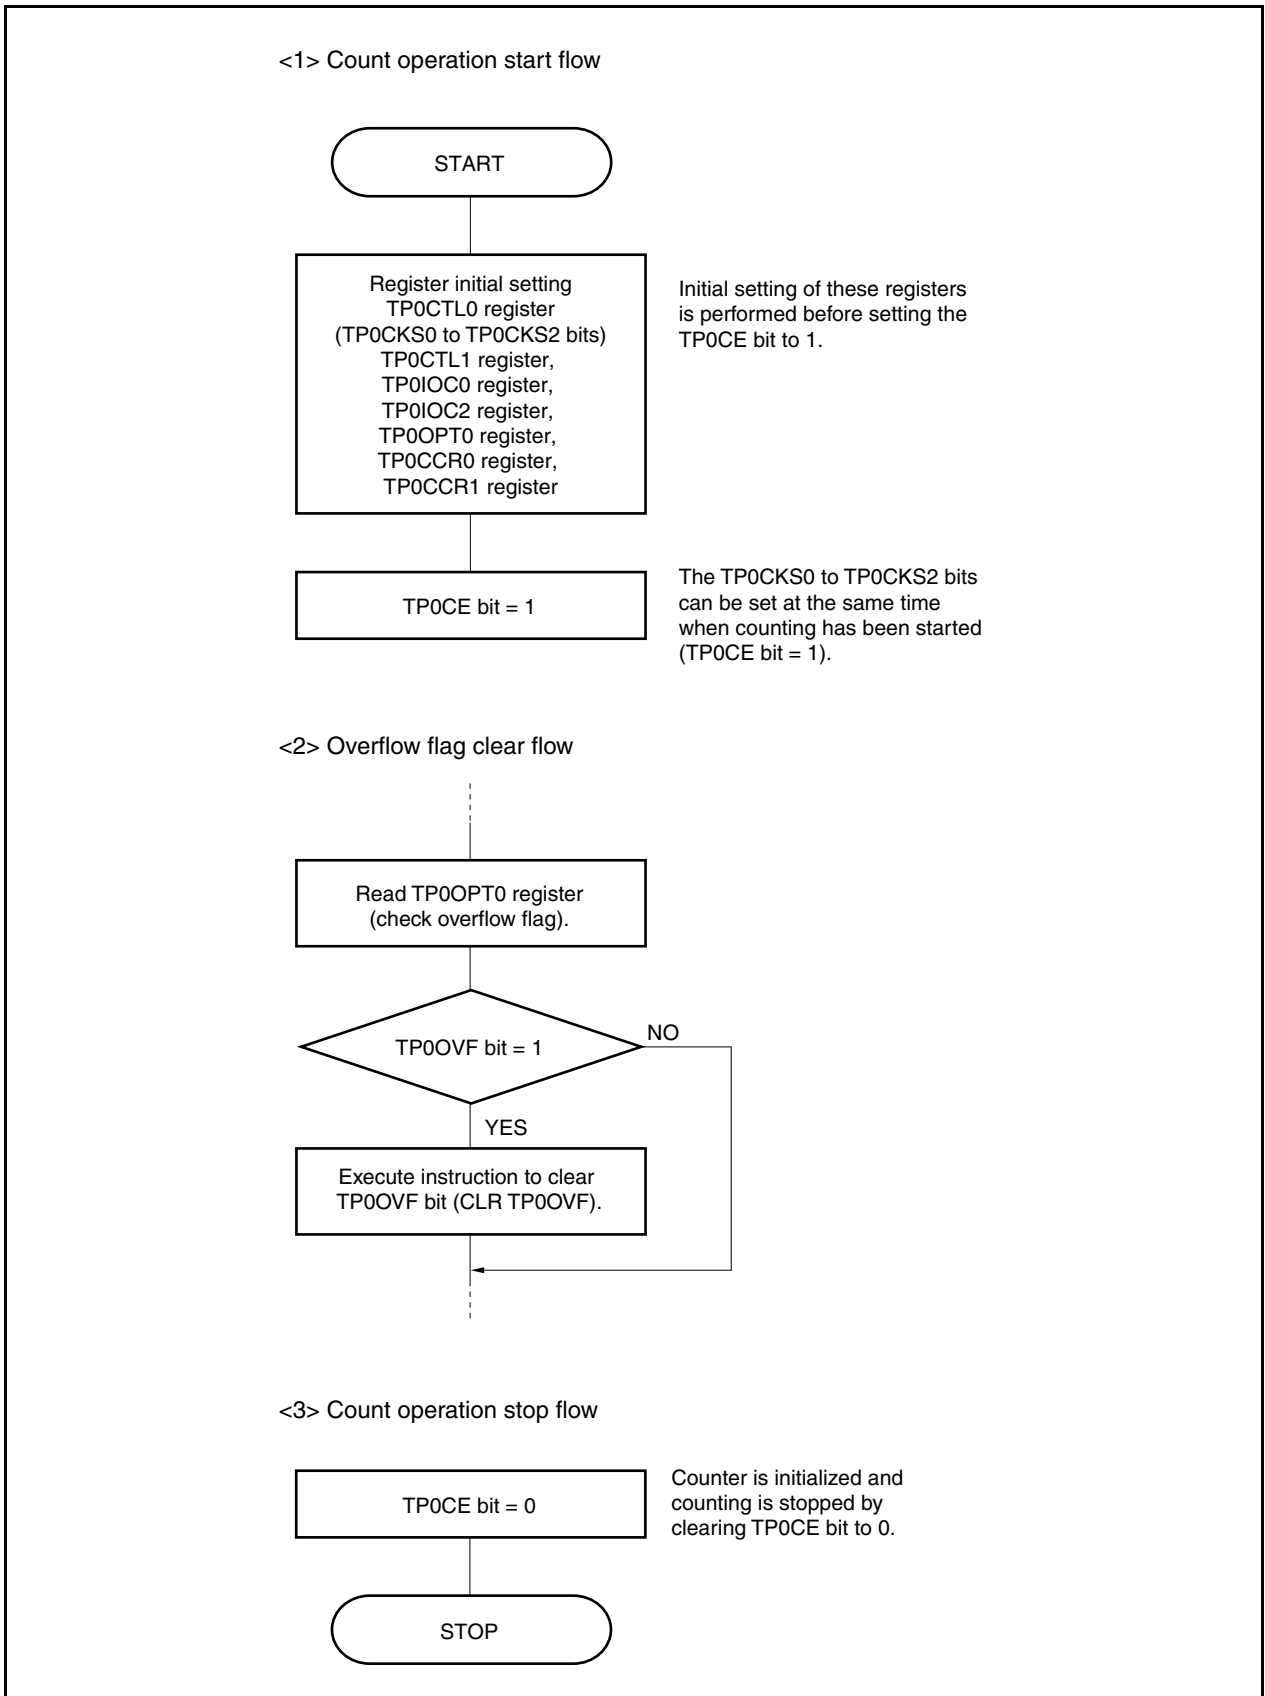 <1> Count operation start flow
START
Register initial setting
TP0CTL0 register
(TP0CKS0 to TP0CKS2 bits)
TP0CTL1 register,
TP0IOC0 register,
TP0IOC2 register,
TP0OPT0 register,
TP0CCR0 register,
TP0CCR1 register
Initial setting of these registers
is performed before setting the
TP0CE bit to 1.
TP0CE bit = 1
The TP0CKS0 to TP0CKS2 bits
can be set at the same time
when counting has been started
(TP0CE bit = 1).
<2> Overflow flag clear flow
Read TP0OPT0 register
(check overflow flag).
TP0OVF bit = 1
NO
YES
Execute instruction to clear
TP0OVF bit (CLR TP0OVF).
<3> Count operation stop flow
TP0CE bit = 0
Counter is initialized and
counting is stopped by
clearing TP0CE bit to 0.
STOP